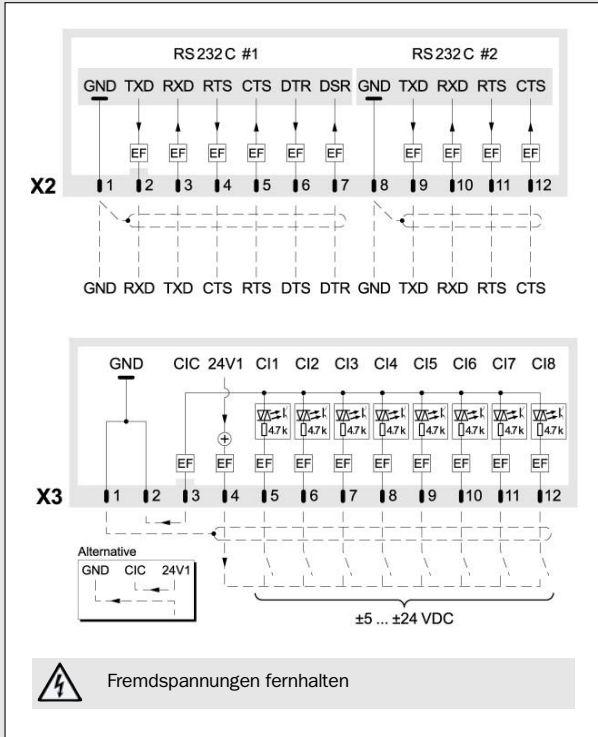 RS232C #1 RS232C #2
GND TXD RXD RTS CTS DTR DSR GND TXD RXD RTS CTS
EF EF EF EF EF EF EF EF EF EF
X2 1 2 3 4 5 6 7 8 9 10 11 12
GND RXD TXD CTS RTS DTS DTR GND TXD RXD RTS CTS
GND CIC 24V1 CI1 CI2 CI3 CI4 CI5 CI6 CI7 CI8
4.7k 4.7k 4.7k 4.7k 4.7k 4.7k 4.7k 4.7k
+
EF EF EF EF EF EF EF EF EF EF
X3 1 2 3 4 5 6 7 8 9 10 11 12
Alternative
GND CIC 24V1
±5 ... ±24 VDC
Fremdspannungen fernhalten